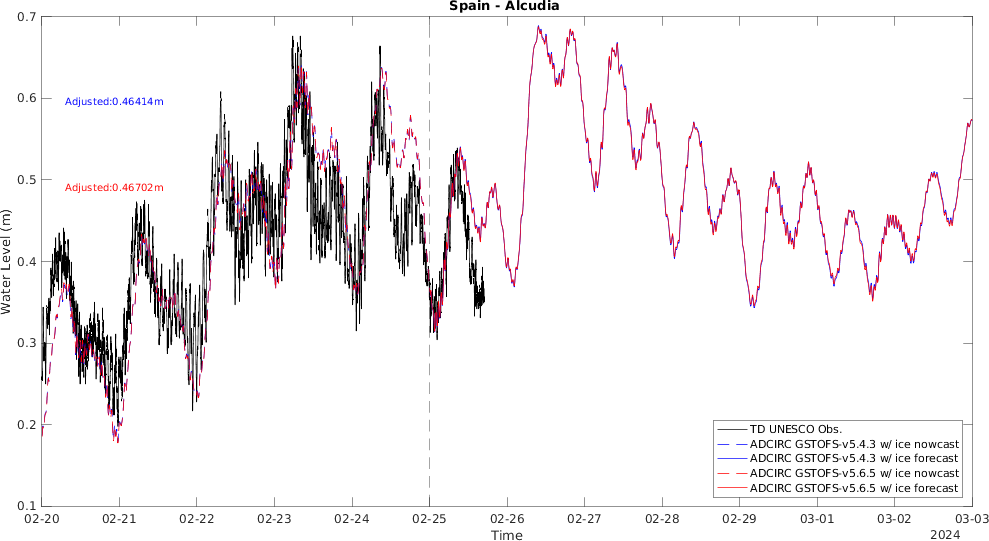 Spain - Alcudia
0.7
0.6
0.5
0.4
0.3
0.2
0.1
Water Level (m)
Adjusted:0.46414m
Adjusted:0.46702m
TD UNESCO Obs.
ADCIRC GSTOFS-v5.4.3 w/ ice nowcast
ADCIRC GSTOFS-v5.4.3 w/ ice forecast
ADCIRC GSTOFS-v5.6.5 w/ ice nowcast
ADCIRC GSTOFS-v5.6.5 w/ ice forecast
02-20 02-21 02-22 02-23 02-24 02-25 02-26 02-27 02-28 02-29 03-01 03-02 03-03
Time
2024